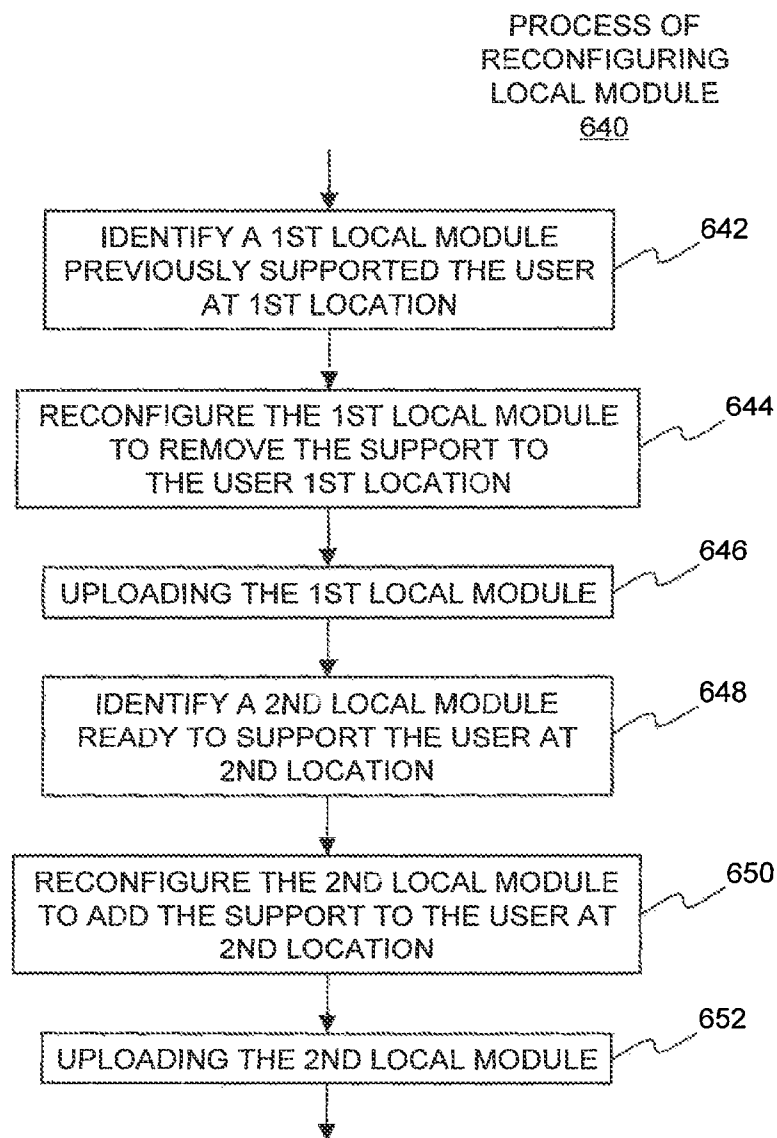 PROCESS OF
RECONFIGURING
LOCAL MODULE
640
IDENTIFY A 1ST LOCAL MODULE
PREVIOUSLY SUPPORTED THE USER
AT 1ST LOCATION
642
RECONFIGURE THE 1ST LOCAL MODULE
TO REMOVE THE SUPPORT TO
THE USER 1ST LOCATION
644
UPLOADING THE 1ST LOCAL MODULE
646
IDENTIFY A 2ND LOCAL MODULE
READY TO SUPPORT THE USER AT
2ND LOCATION
648
RECONFIGURE THE 2ND LOCAL MODULE
TO ADD THE SUPPORT TO THE USER AT
2ND LOCATION
650
UPLOADING THE 2ND LOCAL MODULE
652